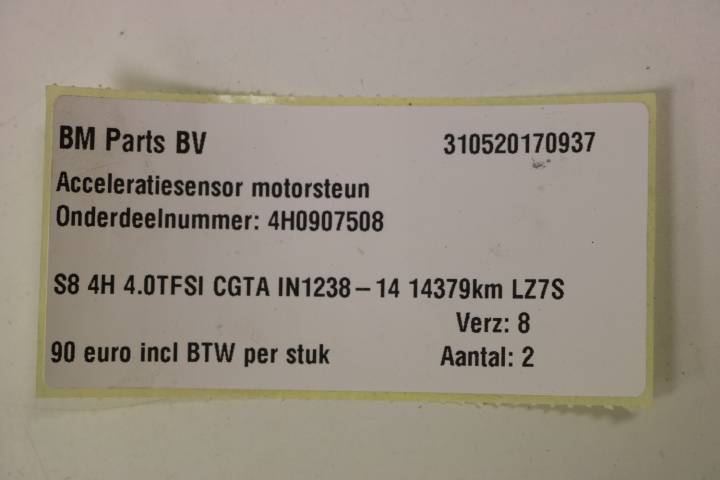 BM Parts BV 310520170937
Acceleratiesensor motorsteun
Onderdeelnummer: 4H0907508
S8 4H 4.0TFSI CGTA IN1238-14 14379km LZ7S
Verz: 8
90 euro incl BTW per stuk Aantal: 2